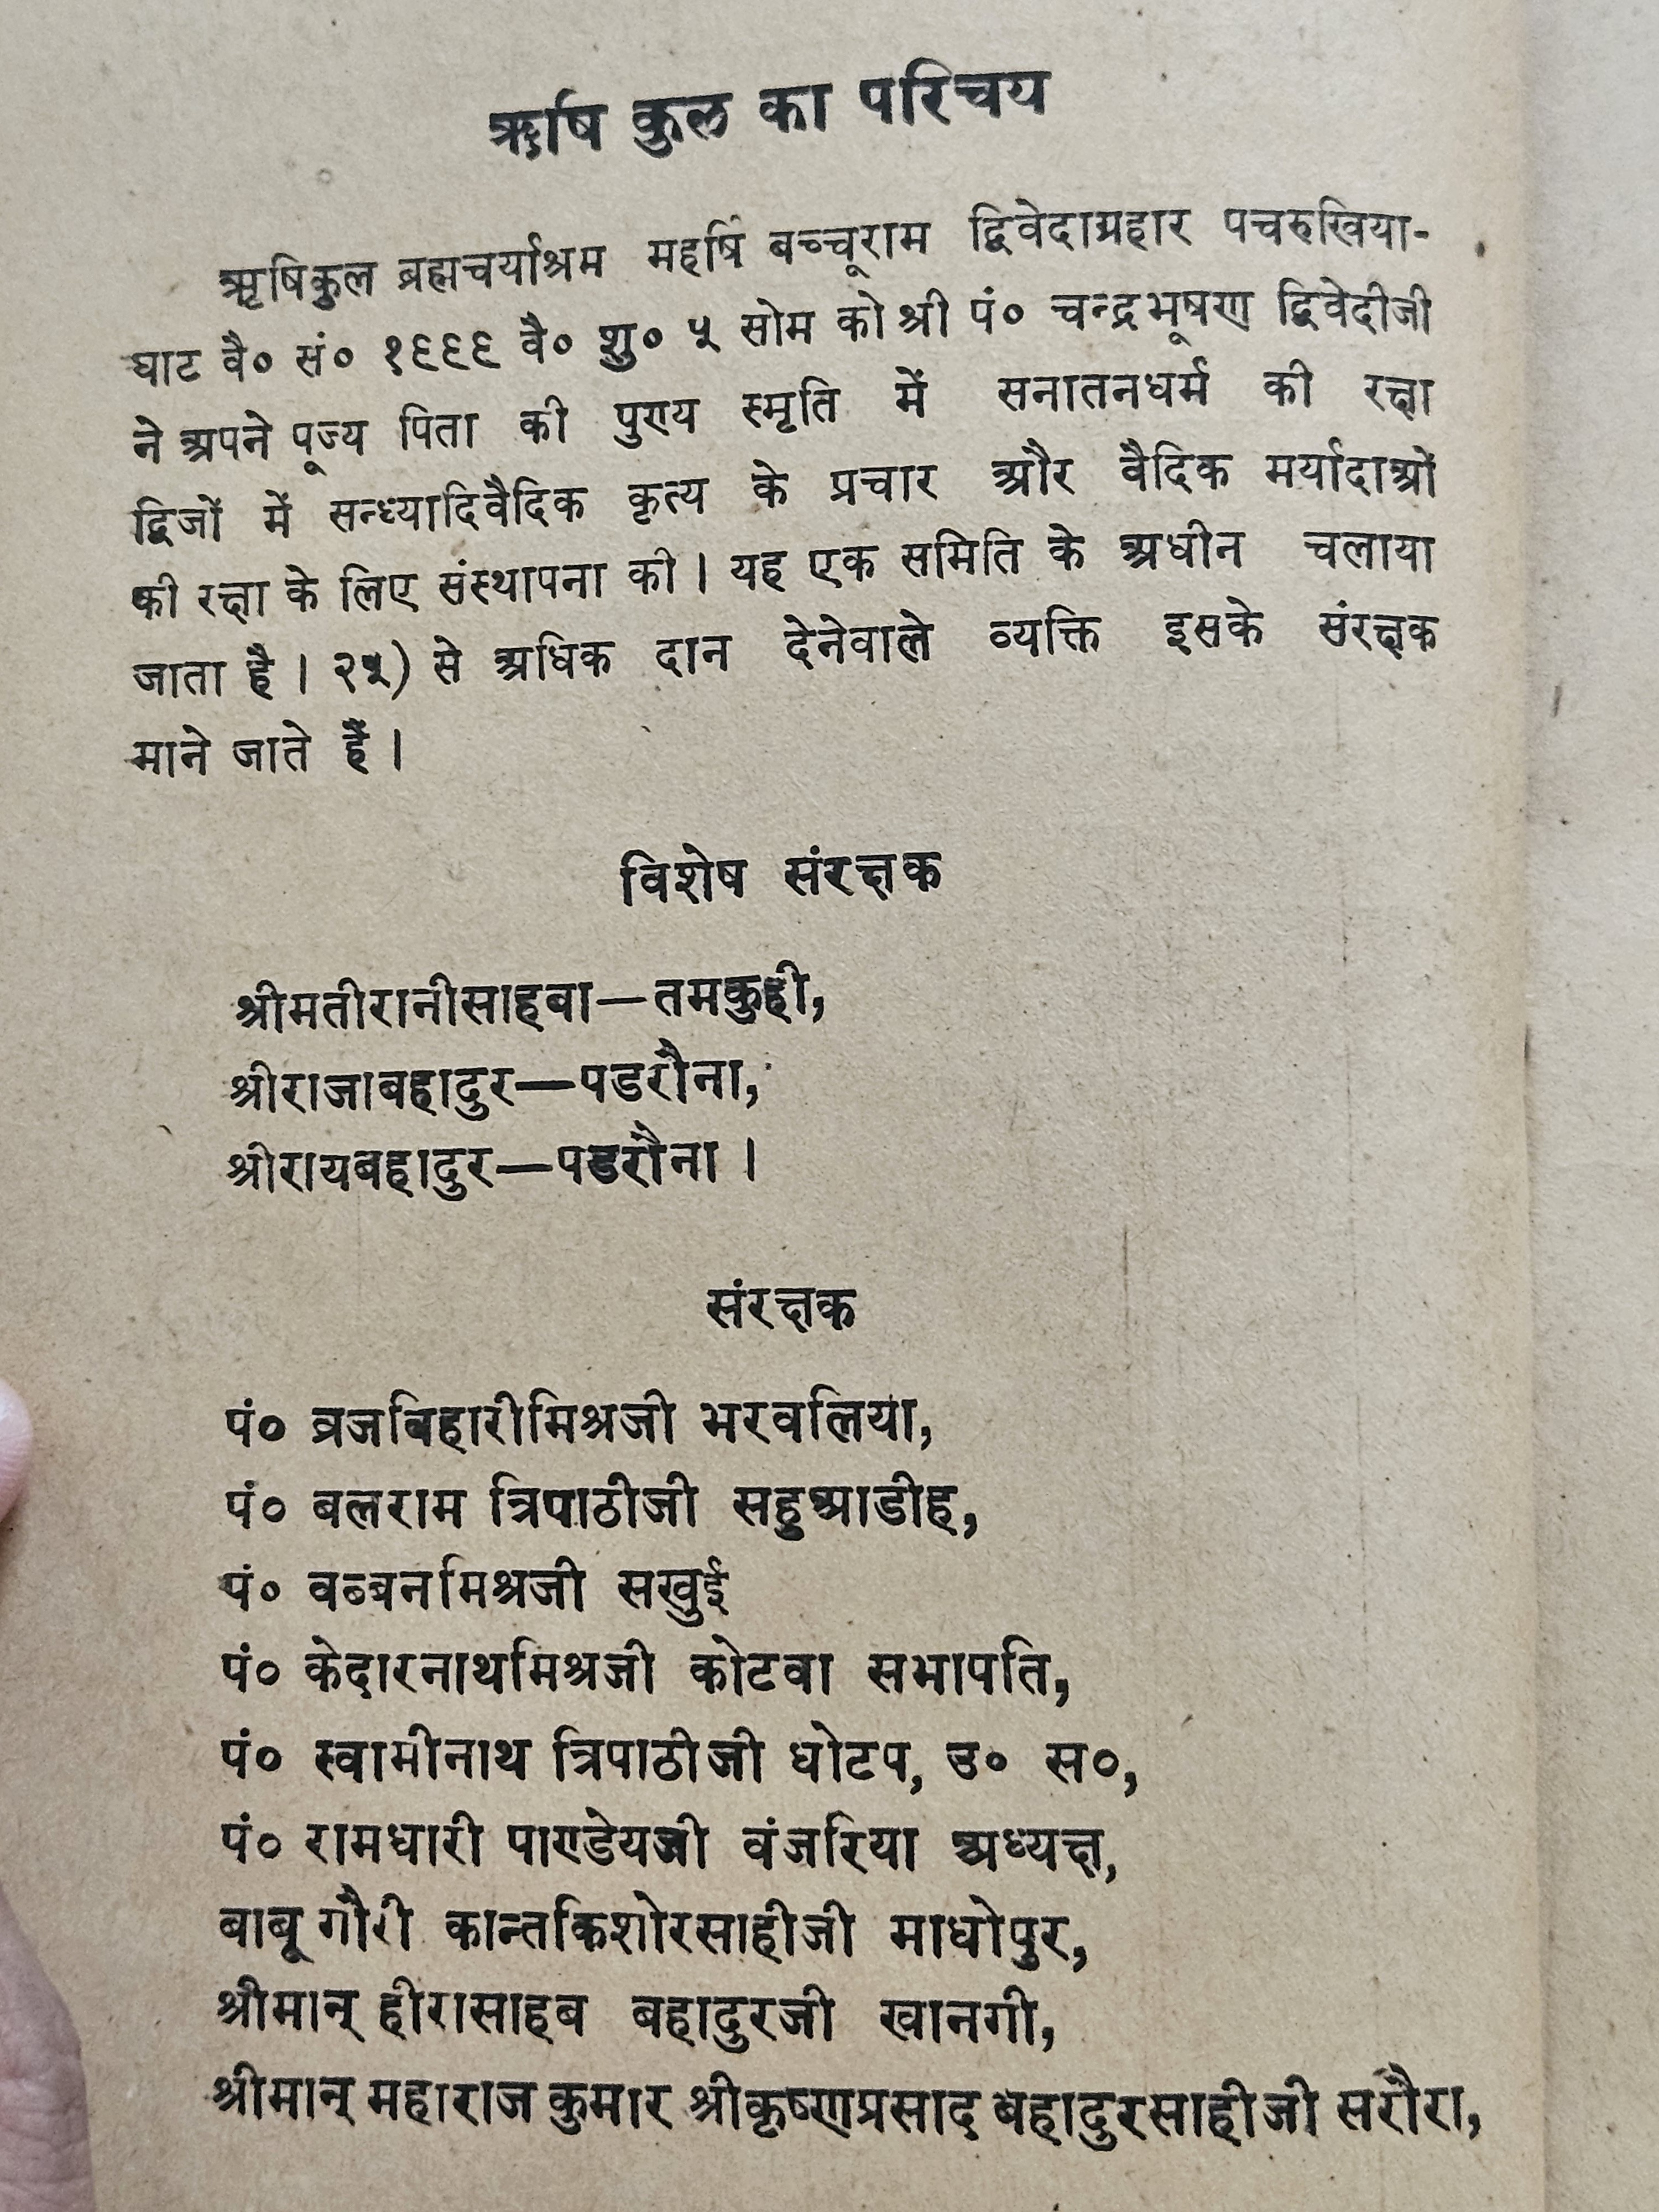 ऋषि कुल का परिचय
ऋषिकुल ब्रह्मचर्याश्रम महर्षि बच्चूराम द्विवेदाग्रहार पचरुखिया-
घाट वै० सं० १९९९ वै० शु० ५ सोम को श्री पं० चन्द्रभूषण द्विवेदीजी
ने अपने पूज्य पिता की पुण्य स्मृति में सनातनधर्म की रक्षा
द्विजों में सन्ध्यादिवैदिक कृत्य के प्रचार और वैदिक मर्यादाओं
की रक्षा के लिए संस्थापना की । यह एक समिति के अधीन चलाया
जाता है । २५) से अधिक दान देनेवाले व्यक्ति इसके संरक्षक
माने जाते हैं ।
विशेष संरक्षक
श्रीमतीरानीसाहबा—तमकुही,
श्रीराजाबहादुर—पडरौना,
श्रीरायबहादुर—पडरौना ।
संरक्षक
पं० व्रजबिहारीमिश्रजी भरवलिया,
पं० बलराम त्रिपाठीजी सहुआडीह,
पं० वब्बनमिश्रजी सखुई
पं० केदारनाथमिश्रजी कोटवा सभापति,
पं० स्वामीनाथ त्रिपाठीजी धोटप, उ० स०,
पं० रामधारी पाण्डेयजी वंजरिया अध्यक्ष,
बाबू गौरी कान्तकिशोरसाहीजी माधोपुर,
श्रीमान् हीरासाहब बहादुरजी खानगी,
श्रीमान् महाराज कुमार श्रीकृष्णप्रसाद बहादुरसाहीजी सरौरा,